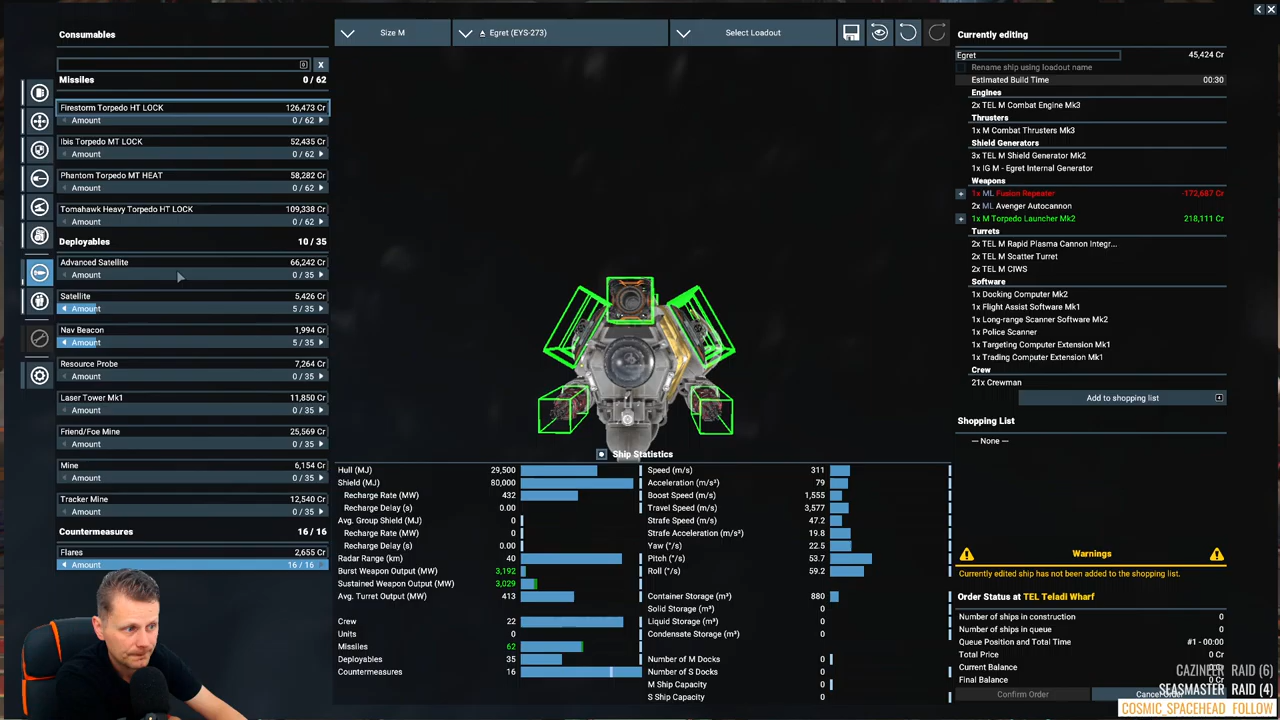 Consumables
Missiles 0 / 62
Firestorm Torpedo HT LOCK 126,473 Cr
Amount 0 / 62
Ibis Torpedo MT LOCK 52,435 Cr
Amount 0 / 62
Phantom Torpedo MT HEAT 58,282 Cr
Amount 0 / 62
Tomahawk Heavy Torpedo HT LOCK 109,338 Cr
Amount 0 / 62
Deployables 10 / 35
Advanced Satellite 66,242 Cr
Amount 0 / 35
Satellite 5,426 Cr
Amount 5 / 35
Nav Beacon 1,994 Cr
Amount 5 / 35
Resource Probe 7,264 Cr
Amount 0 / 35
Laser Tower Mk1 11,850 Cr
Amount 0 / 35
Friend/Foe Mine 25,569 Cr
Amount 0 / 35
Mine 6,154 Cr
Amount 0 / 35
Tracker Mine 12,540 Cr
Amount 0 / 35
Countermeasures 16 / 16
Flares 2,655 Cr
Amount 16 / 16
Size M
Egret (EYS-273)
Select Loadout
Ship Statistics
Hull (MJ) 29,500
Shield (MJ) 80,000
Recharge Rate (MW) 432
Recharge Delay (s) 0.00
Avg. Group Shield (MJ) 0
Recharge Rate (MW) 0
Recharge Delay (s) 0.00
Radar Range (km) 40
Burst Weapon Output (MW) 3,192
Sustained Weapon Output (MW) 3,029
Avg. Turret Output (MW) 413
Crew 22
Units 0
Missiles 62
Deployables 35
Countermeasures 16
Speed (m/s) 311
Acceleration (m/s²) 79
Boost Speed (m/s) 1,555
Travel Speed (m/s) 3,577
Strafe Speed (m/s) 47.2
Strafe Acceleration (m/s²) 19.8
Yaw (°/s) 22.5
Pitch (°/s) 53.7
Roll (°/s) 59.2
Container Storage (m³) 880
Solid Storage (m³) 0
Liquid Storage (m³) 0
Condensate Storage (m³) 0
Number of M Docks 0
Number of S Docks 0
M Ship Capacity 0
S Ship Capacity 0
Currently editing
Egret 45,424 Cr
Rename ship using loadout name
Estimated Build Time 00:30
Engines
2x TEL M Combat Engine Mk3
Thrusters
1x M Combat Thrusters Mk3
Shield Generators
3x TEL M Shield Generator Mk2
1x IG M - Egret Internal Generator
Weapons
1x ML Fusion Repeater -172,687 Cr
2x ML Avenger Autocannon
1x M Torpedo Launcher Mk2 218,111 Cr
Turrets
2x TEL M Rapid Plasma Cannon Integr...
2x TEL M Scatter Turret
2x TEL M CIWS
Software
1x Docking Computer Mk2
1x Flight Assist Software Mk1
1x Long-range Scanner Software Mk2
1x Police Scanner
1x Targeting Computer Extension Mk1
1x Trading Computer Extension Mk1
Crew
21x Crewman
Add to shopping list
Shopping List
— None —
Warnings
Currently edited ship has not been added to the shopping list.
Order Status at TEL Teladi Wharf
Number of ships in construction 0
Number of ships in queue 0
Queue Position and Total Time #1 - 00:00
Total Price 0 Cr
Current Balance
Final Balance
Confirm Order
CAZINEER RAID (6)
SEASMASTER RAID (4)
COSMIC_SPACEHEAD FOLLOW